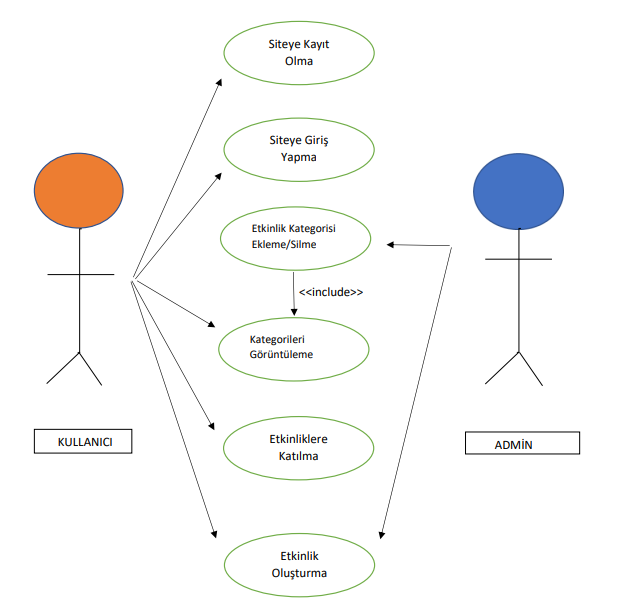 Siteye Kayıt
Olma
Siteye Giriş
Yapma
Etkinlik Kategorisi
Ekleme/Silme
<<include>>
Kategorileri
Görüntüleme
Etkinliklere
Katılma
KULLANICI
ADMİN
Etkinlik
Oluşturma